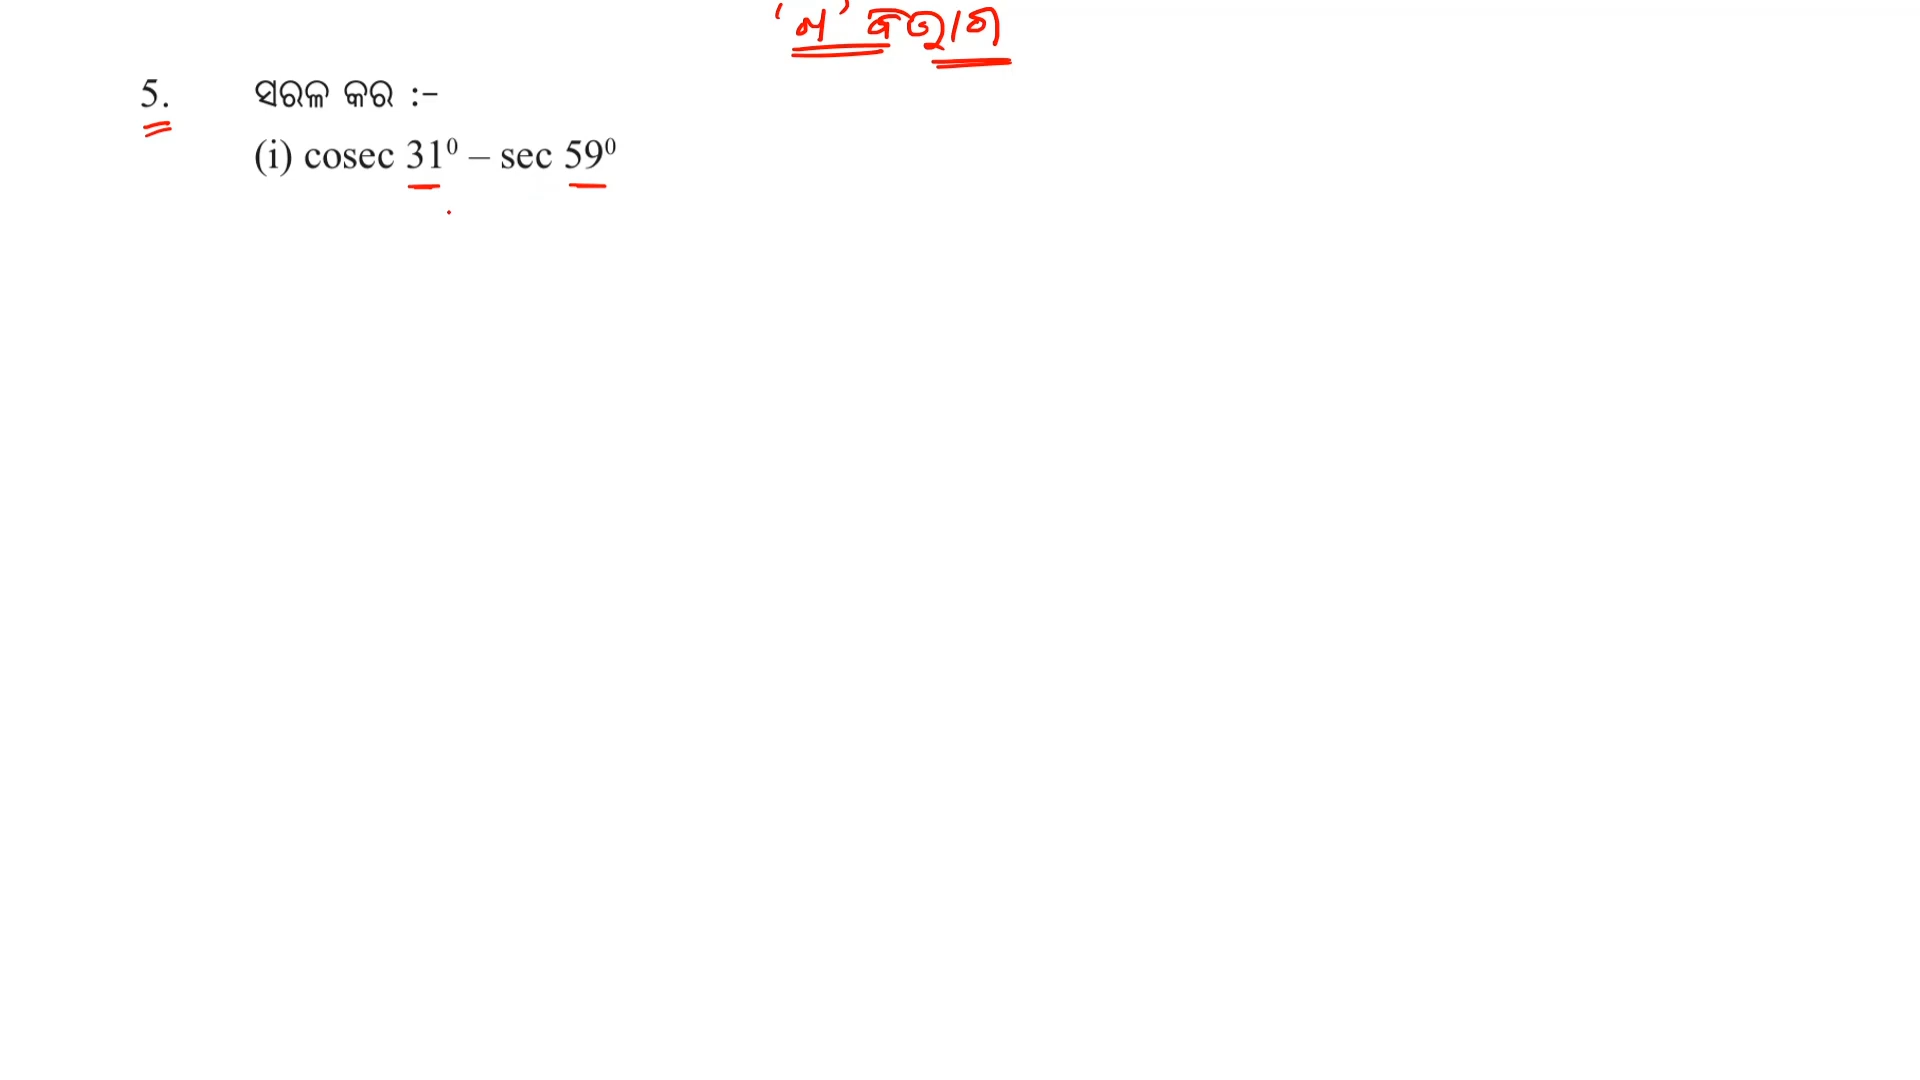 'ଖ' ବିଭାଗ
5. ସରଳ କର :-
(i) cosec 31⁰ – sec 59⁰